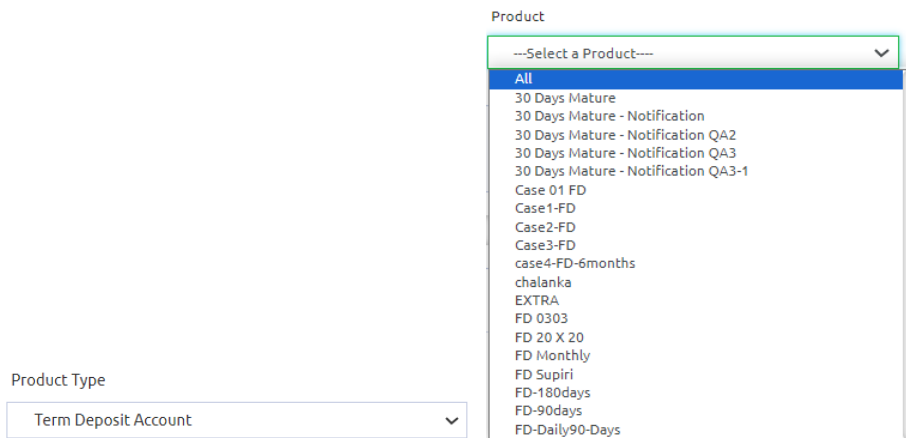 Product
---Select a Product----
All
30 Days Mature
30 Days Mature - Notification
30 Days Mature - Notification QA2
30 Days Mature - Notification QA3
30 Days Mature - Notification QA3-1
Case 01 FD
Case1-FD
Case2-FD
Case3-FD
case4-FD-6months
chalanka
EXTRA
FD 0303
FD 20 X 20
FD Monthly
FD Supiri
FD-180days
FD-90days
FD-Daily90-Days
Product Type
Term Deposit Account